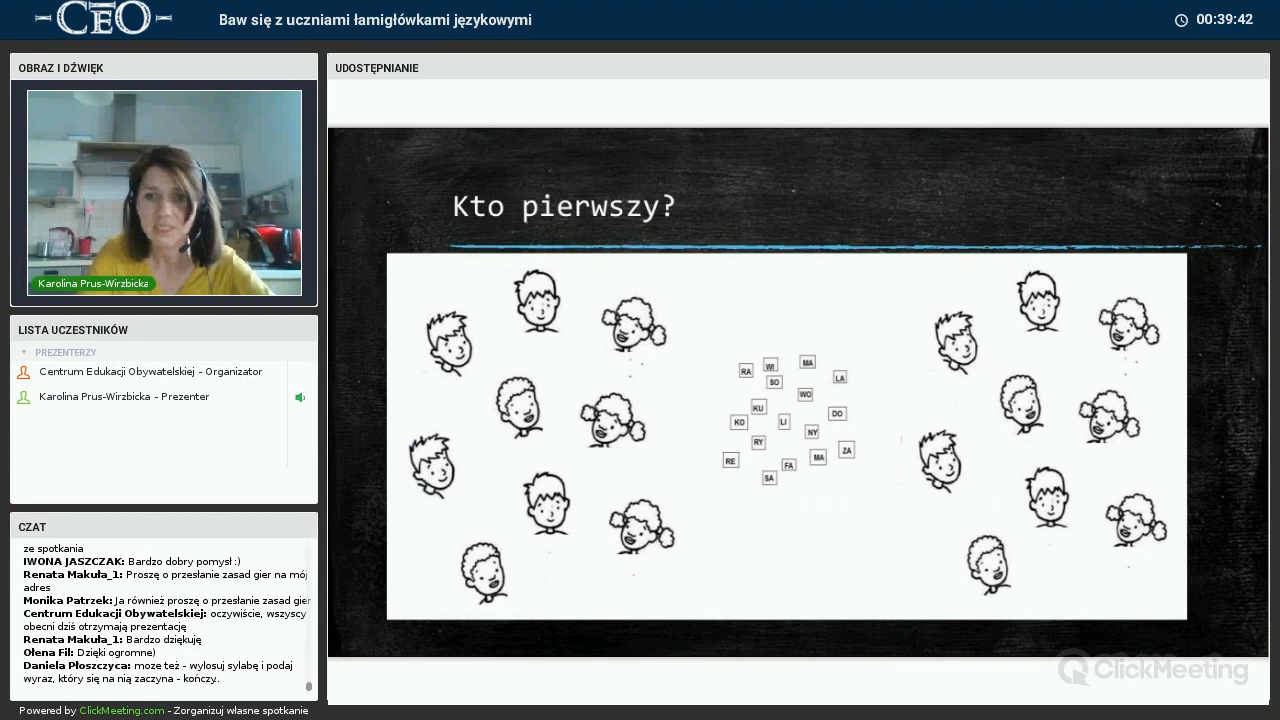 CEO
Baw się z uczniami łamigłówkami językowymi
00:39:42
OBRAZ I DŹWIĘK
Karolina Prus-Wirzbicka
LISTA UCZESTNIKÓW
PREZENTERZY
Centrum Edukacji Obywatelskiej - Organizator
Karolina Prus-Wirzbicka - Prezenter
CZAT
ze spotkania
IWONA JASZCZAK: Bardzo dobry pomysł :)
Renata Makuła_1: Proszę o przesłanie zasad gier na mój
adres
Monika Patrzek: Ja również proszę o przesłanie zasad gier
Centrum Edukacji Obywatelskiej: oczywiście, wszyscy
obecni dziś otrzymają prezentację
Renata Makuła_1: Bardzo dziękuję
Ołena Fil: Dzięki ogromne)
Daniela Płoszczyca: może też - wylosuj sylabę i podaj
wyraz, który się na nią zaczyna - kończy..
Powered by ClickMeeting.com - Zorganizuj własne spotkanie
UDOSTĘPNIANIE
Kto pierwszy?
RA WI MA
SO LA
WO
KU
KO LI DO
NY
RY
RE FA MA ZA
SA
ClickMeeting